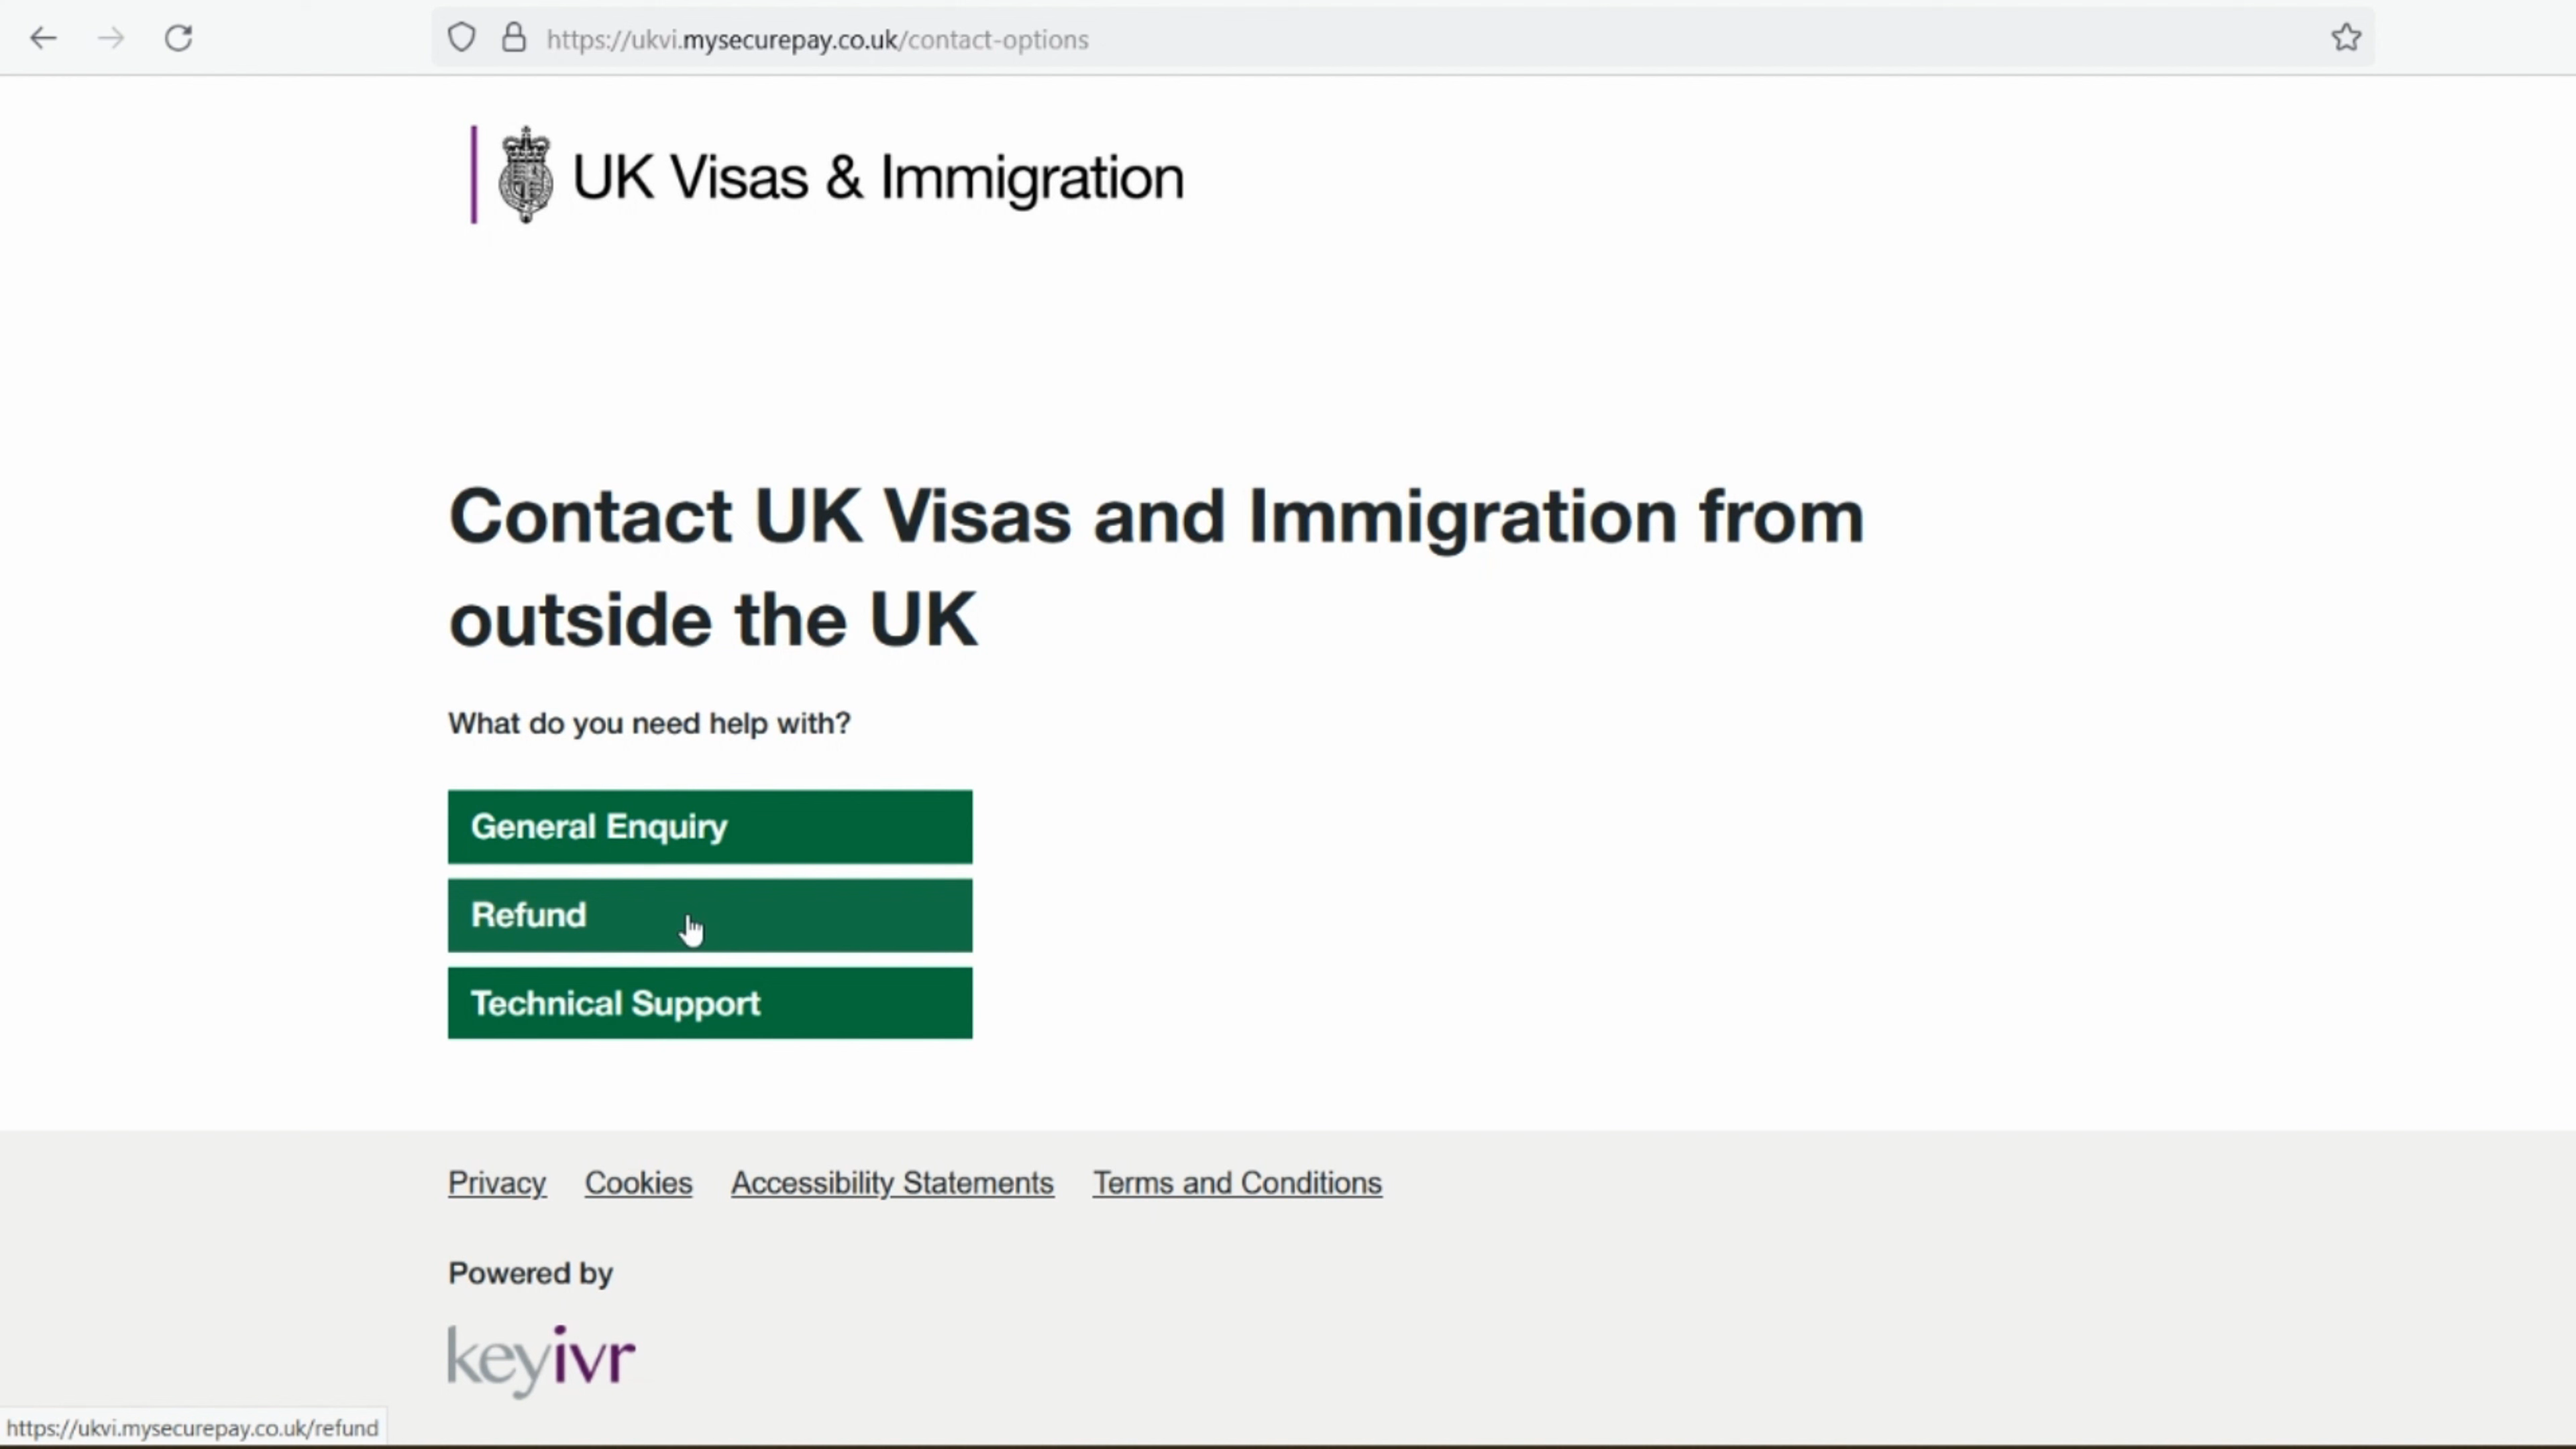 https://ukvi.mysecurepay.co.uk/contact-options
UK Visas & Immigration
Contact UK Visas and Immigration from
outside the UK
What do you need help with?
General Enquiry
Refund
Technical Support
Privacy Cookies Accessibility Statements Terms and Conditions
Powered by
keyivr
https://ukvi.mysecurepay.co.uk/refund